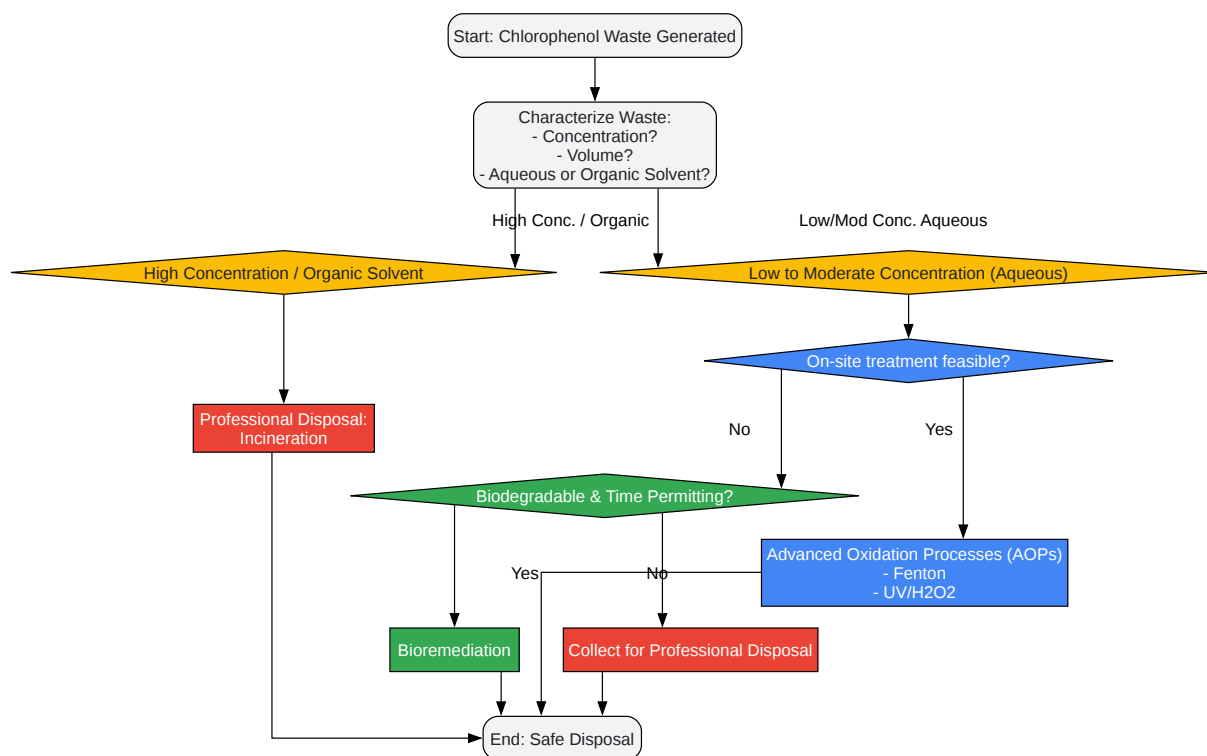 Start: Chlorophenol Waste Generated
Characterize Waste:
- Concentration?
- Volume?
- Aqueous or Organic Solvent?
High Conc. / Organic
Low/Mod Conc. Aqueous
High Concentration / Organic Solvent
Low to Moderate Concentration (Aqueous)
On-site treatment feasible?
Professional Disposal:
Incineration
No
Yes
Biodegradable & Time Permitting?
Advanced Oxidation Processes (AOPs)
- Fenton
- UV/H2O2
Yes
No
Bioremediation
Collect for Professional Disposal
End: Safe Disposal